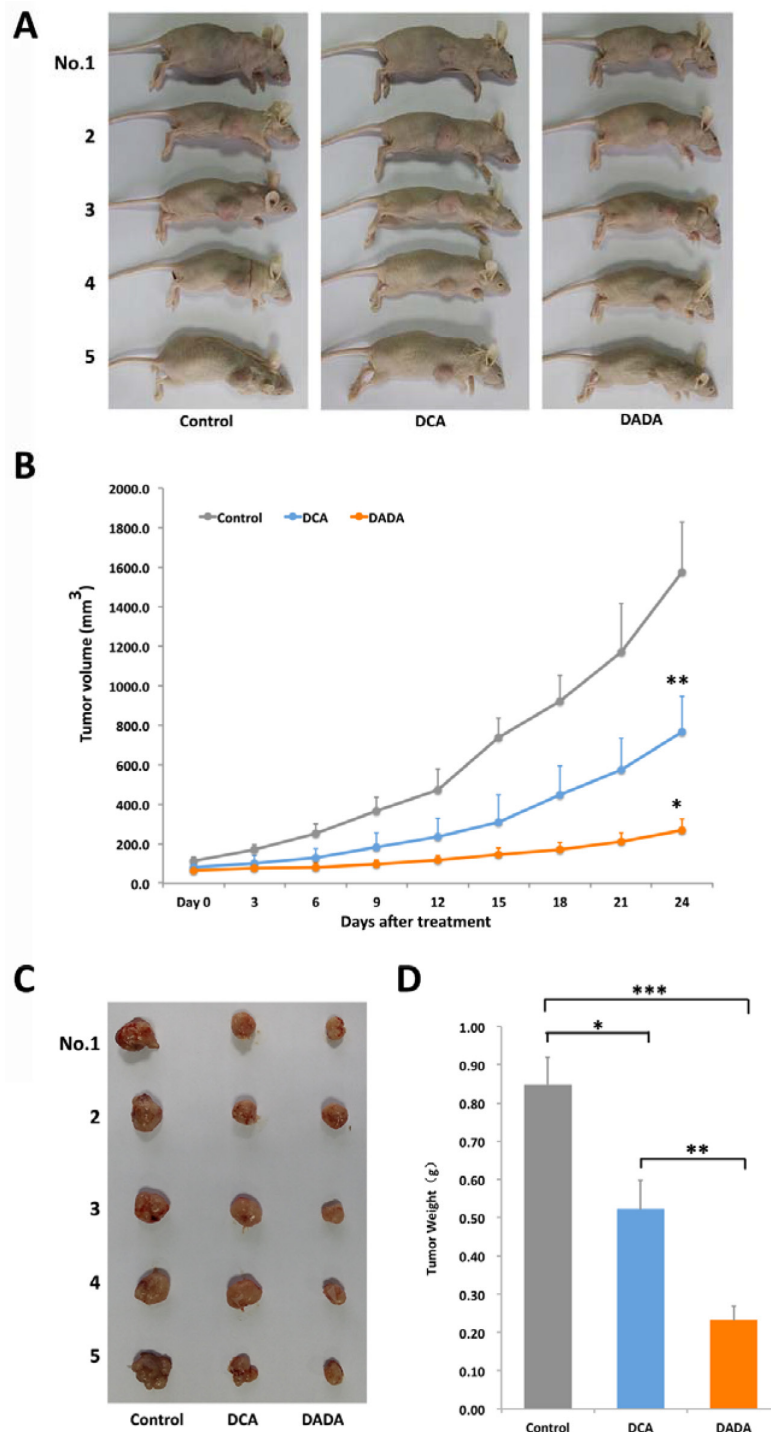 A
No.1
2
3
4
5
Control DCA DADA
B
2000.0
1800.0
1600.0
1400.0
1200.0
1000.0
800.0
600.0
400.0
200.0
0.0
Tumor volume (mm3)
Control DCA DADA
**
*
Day 0 3 6 9 12 15 18 21 24
Days after treatment
C
No.1
2
3
4
5
Control DCA DADA
D
***
*
**
1.00
0.90
0.80
0.70
0.60
0.50
0.40
0.30
0.20
0.10
0.00
Tumor Weight (g)
Control DCA DADA